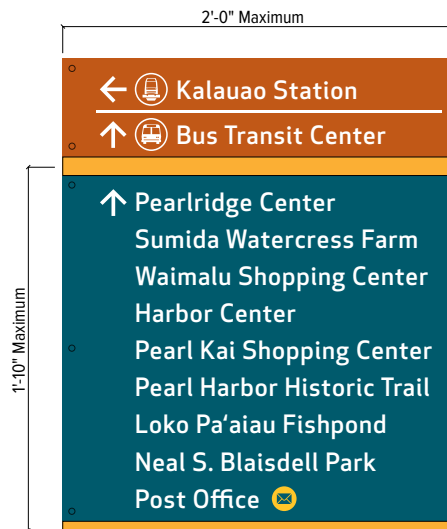 2'-0" Maximum
Kalauao Station
Bus Transit Center
1'-10" Maximum
Pearlridge Center
Sumida Watercress Farm
Waimalu Shopping Center
Harbor Center
Pearl Kai Shopping Center
Pearl Harbor Historic Trail
Loko Pa‘aiau Fishpond
Neal S. Blaisdell Park
Post Office